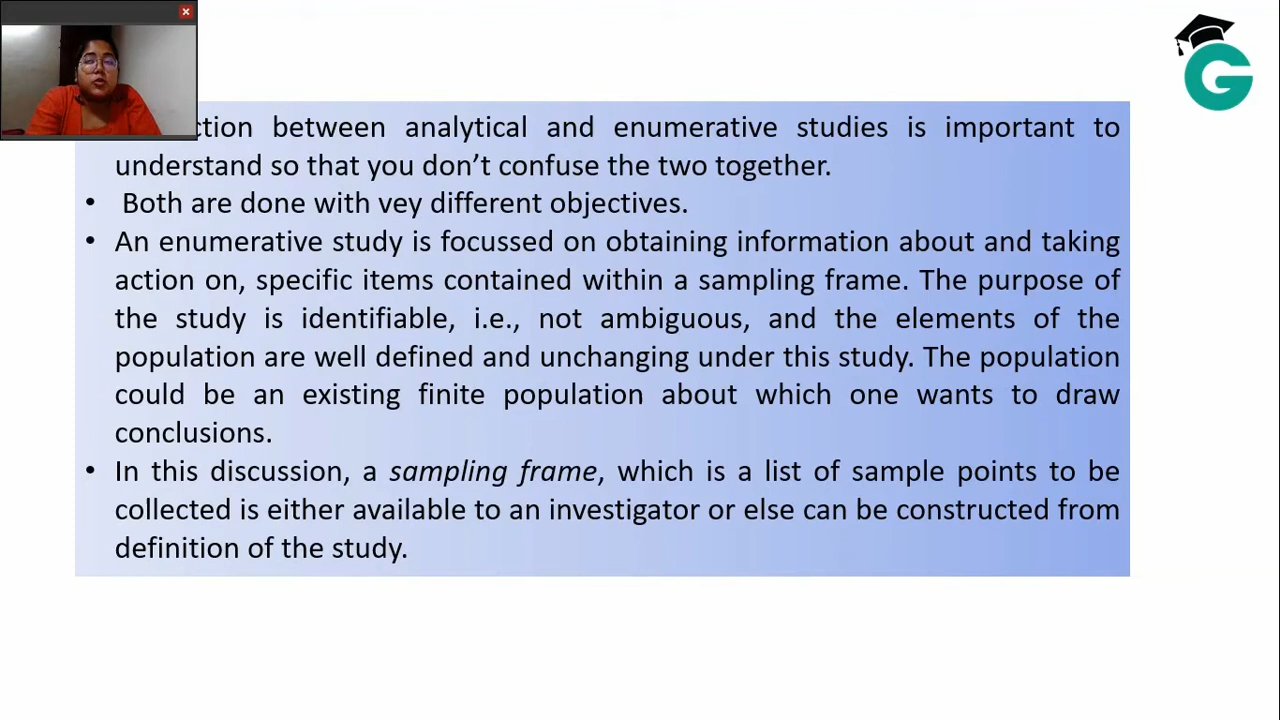 between analytical and enumerative studies is important to
understand so that you don't confuse the two together.
• Both are done with vey different objectives.
• An enumerative study is focussed on obtaining information about and taking
action on, specific items contained within a sampling frame. The purpose of
the study is identifiable, i.e., not ambiguous, and the elements of the
population are well defined and unchanging under this study. The population
could be an existing finite population about which one wants to draw
conclusions.
• In this discussion, a sampling frame, which is a list of sample points to be
collected is either available to an investigator or else can be constructed from
definition of the study.